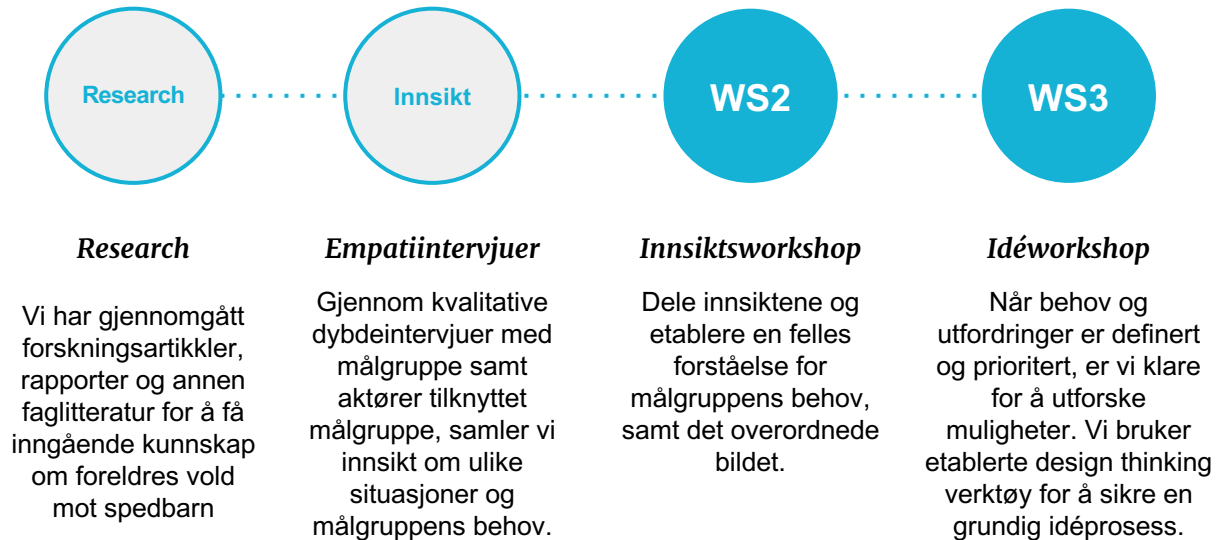 Research
Innsikt
WS2
WS3
Research
Vi har gjennomgått
forskningsartikkler,
rapporter og annen
faglitteratur for å få
inngående kunnskap
om foreldres vold
mot spedbarn
Empatiintervjuer
Gjennom kvalitative
dybdeintervjuer med
målgruppe samt
aktører tilknyttet
målgruppe, samler vi
innsikt om ulike
situasjoner og
målgruppens behov.
Innsiktsworkshop
Dele innsiktene og
etablere en felles
forståelse for
målgruppens behov,
samt det overordnede
bildet.
Idéworkshop
Når behov og
utfordringer er definert
og prioritert, er vi klare
for å utforske
muligheter. Vi bruker
etablerte design thinking
verktøy for å sikre en
grundig idéprosess.